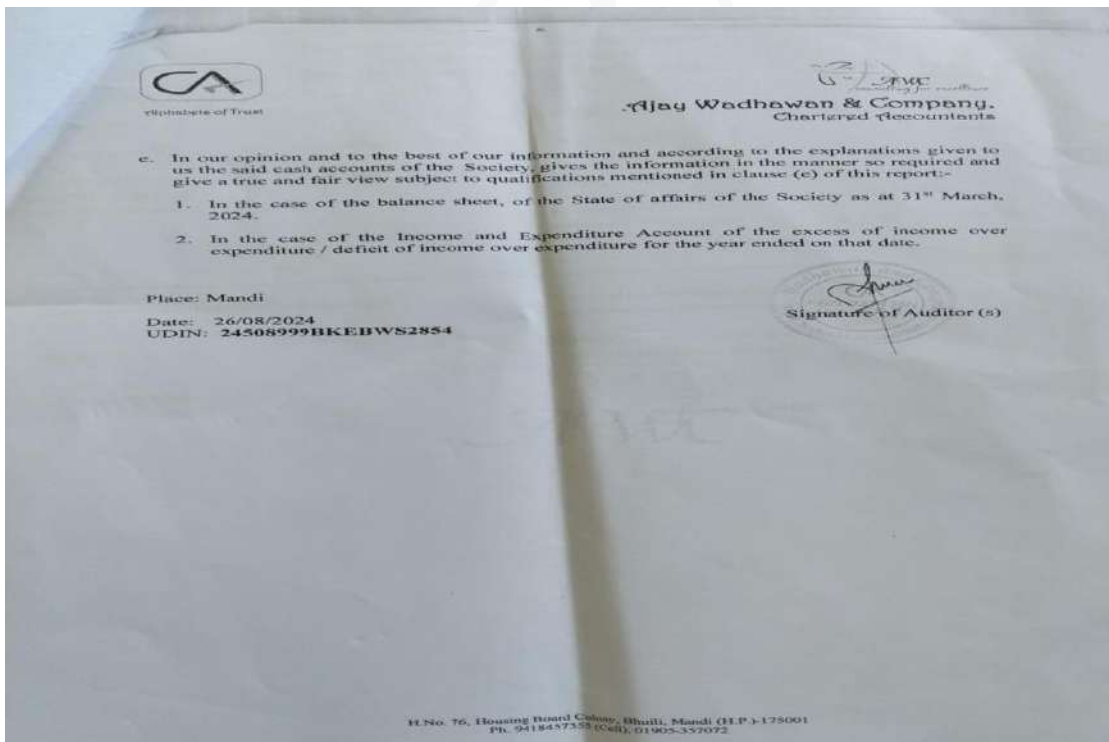 CA
Alphabets of Trust
AWC
consulting for excellence
Ajay Wadhawan & Company.
Chartered Accountants
e. In our opinion and to the best of our information and according to the explanations given to
us the said cash accounts of the Society, gives the information in the manner so required and
give a true and fair view subject to qualifications mentioned in clause (e) of this report:-
1. In the case of the balance sheet, of the State of affairs of the Society as at 31st March,
2024.
2. In the case of the Income and Expenditure Account of the excess of income over
expenditure / deficit of income over expenditure for the year ended on that date.
Place: Mandi
Date: 26/08/2024
UDIN: 24508999BKEBWS2854
Signature of Auditor (s)
H.No. 76, Housing Board Colony, Bhuili, Mandi (H.P.)-175001
Ph. 9418457355 (Cell), 01905-357072